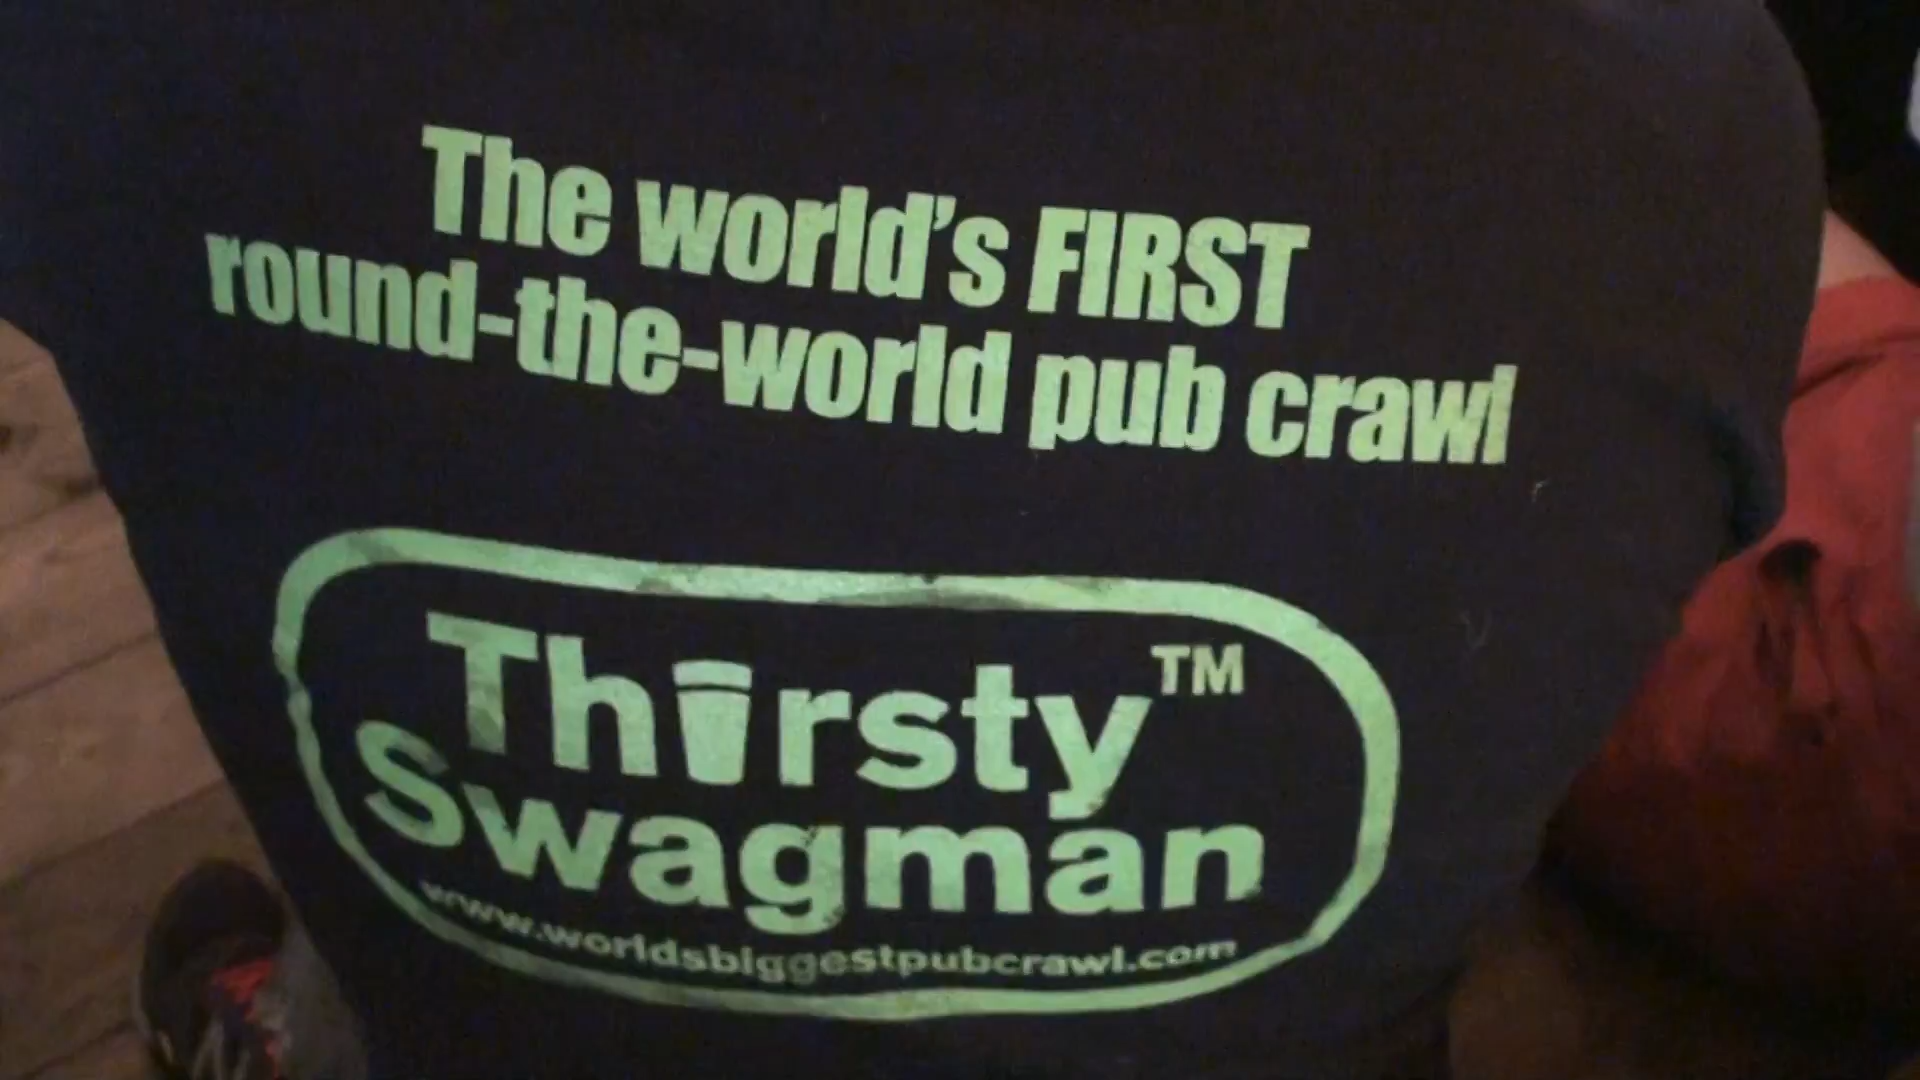 The world's FIRST
round-the-world pub crawl
Thirsty™
Swagman
www.worldsbiggestpubcrawl.com